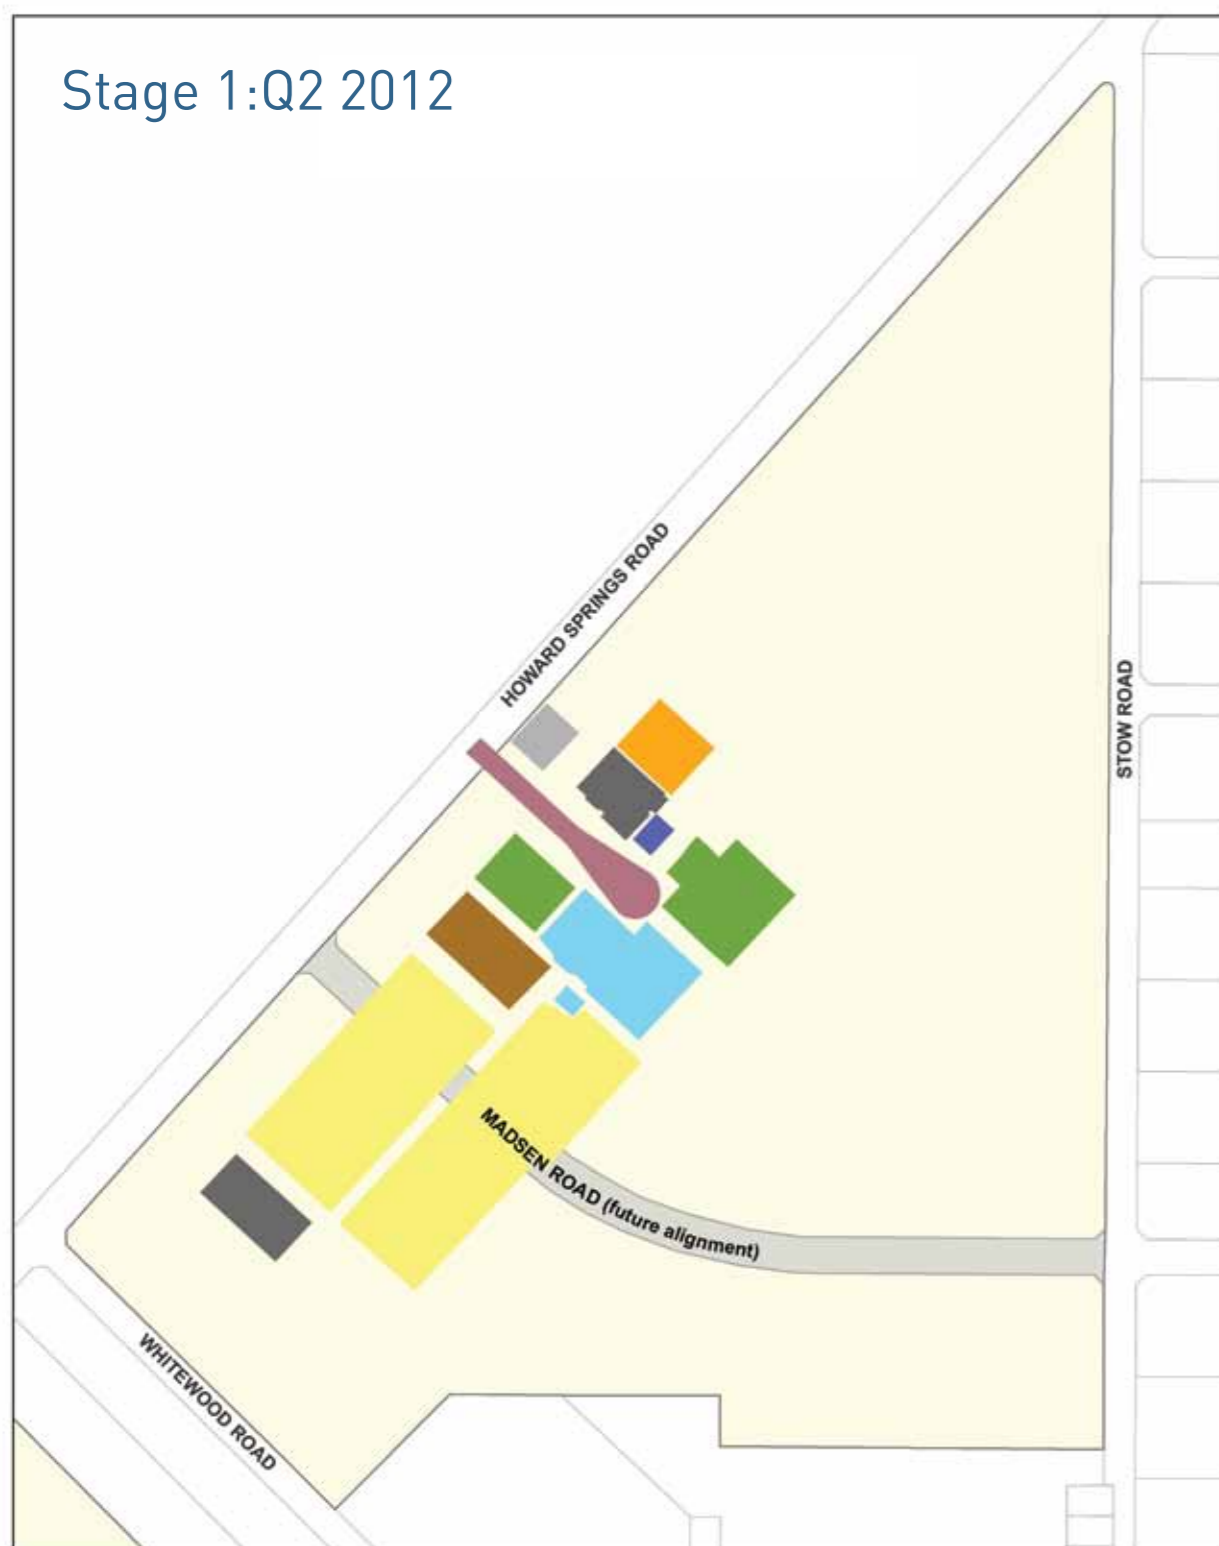 Stage 1:Q2 2012
HOWARD SPRINGS ROAD
STOW ROAD
MADSEN ROAD (future alignment)
WHITEWOOD ROAD